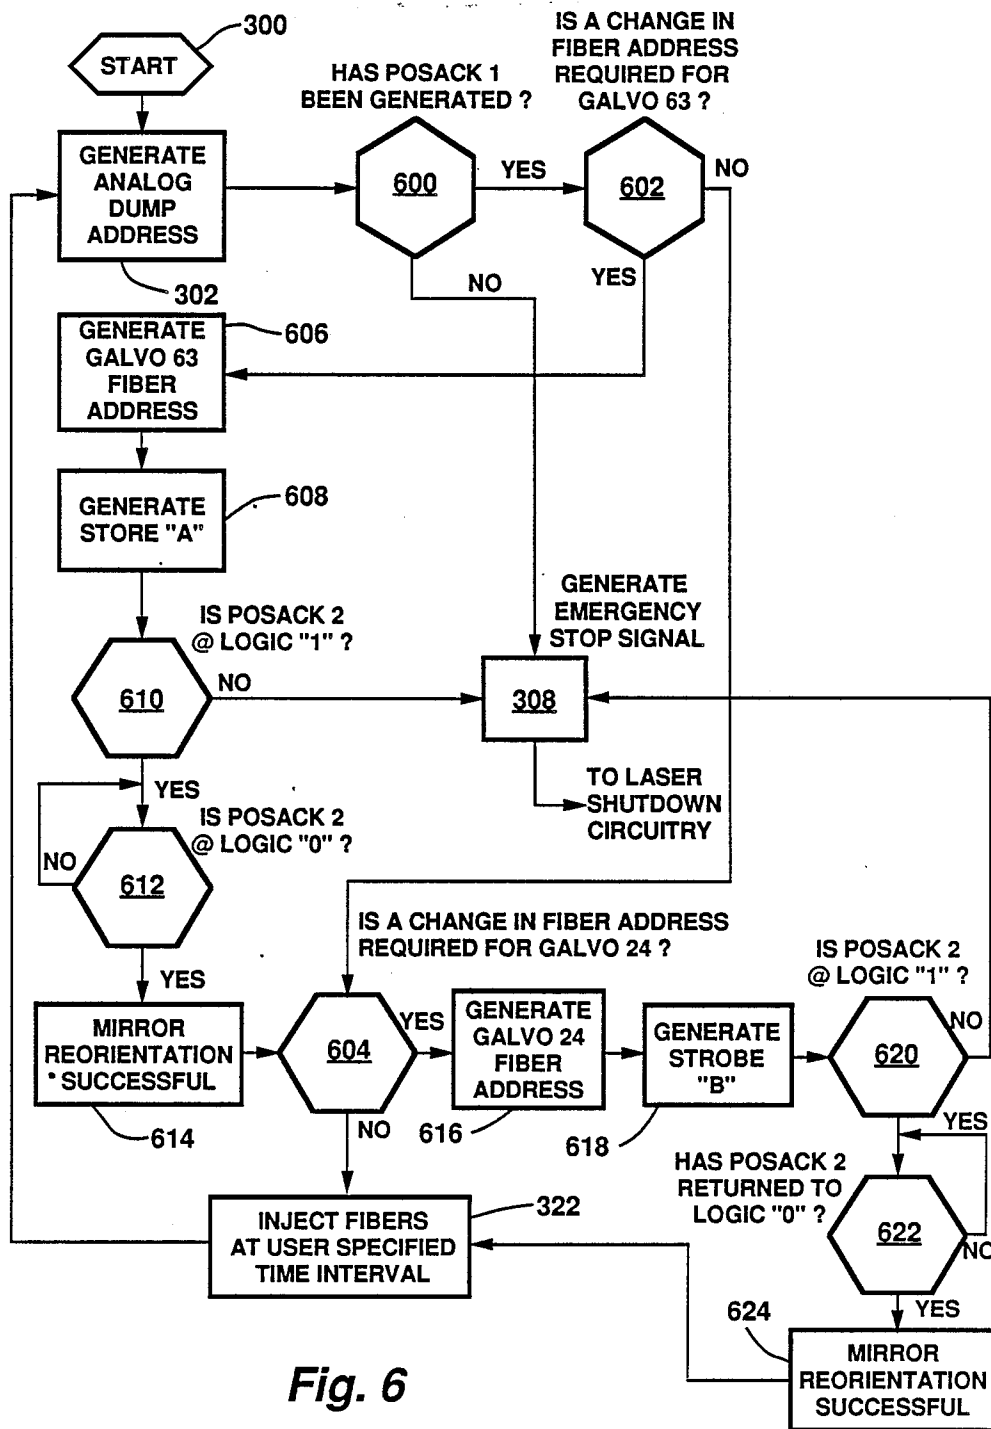 300
START
GENERATE
ANALOG
DUMP
ADDRESS
302
HAS POSACK 1
BEEN GENERATED ?
600
YES
NO
IS A CHANGE IN
FIBER ADDRESS
REQUIRED FOR
GALVO 63 ?
602
NO
YES
GENERATE
GALVO 63
FIBER
ADDRESS
606
GENERATE
STORE "A"
608
IS POSACK 2
@ LOGIC "1" ?
610
NO
YES
GENERATE
EMERGENCY
STOP SIGNAL
308
TO LASER
SHUTDOWN
CIRCUITRY
IS POSACK 2
@ LOGIC "0" ?
612
NO
YES
MIRROR
REORIENTATION
SUCCESSFUL
614
IS A CHANGE IN FIBER ADDRESS
REQUIRED FOR GALVO 24 ?
604
YES
NO
GENERATE
GALVO 24
FIBER
ADDRESS
616
GENERATE
STROBE
"B"
618
IS POSACK 2
@ LOGIC "1" ?
620
NO
YES
HAS POSACK 2
RETURNED TO
LOGIC "0" ?
622
NO
YES
INJECT FIBERS
AT USER SPECIFIED
TIME INTERVAL
322
624
MIRROR
REORIENTATION
SUCCESSFUL
Fig. 6